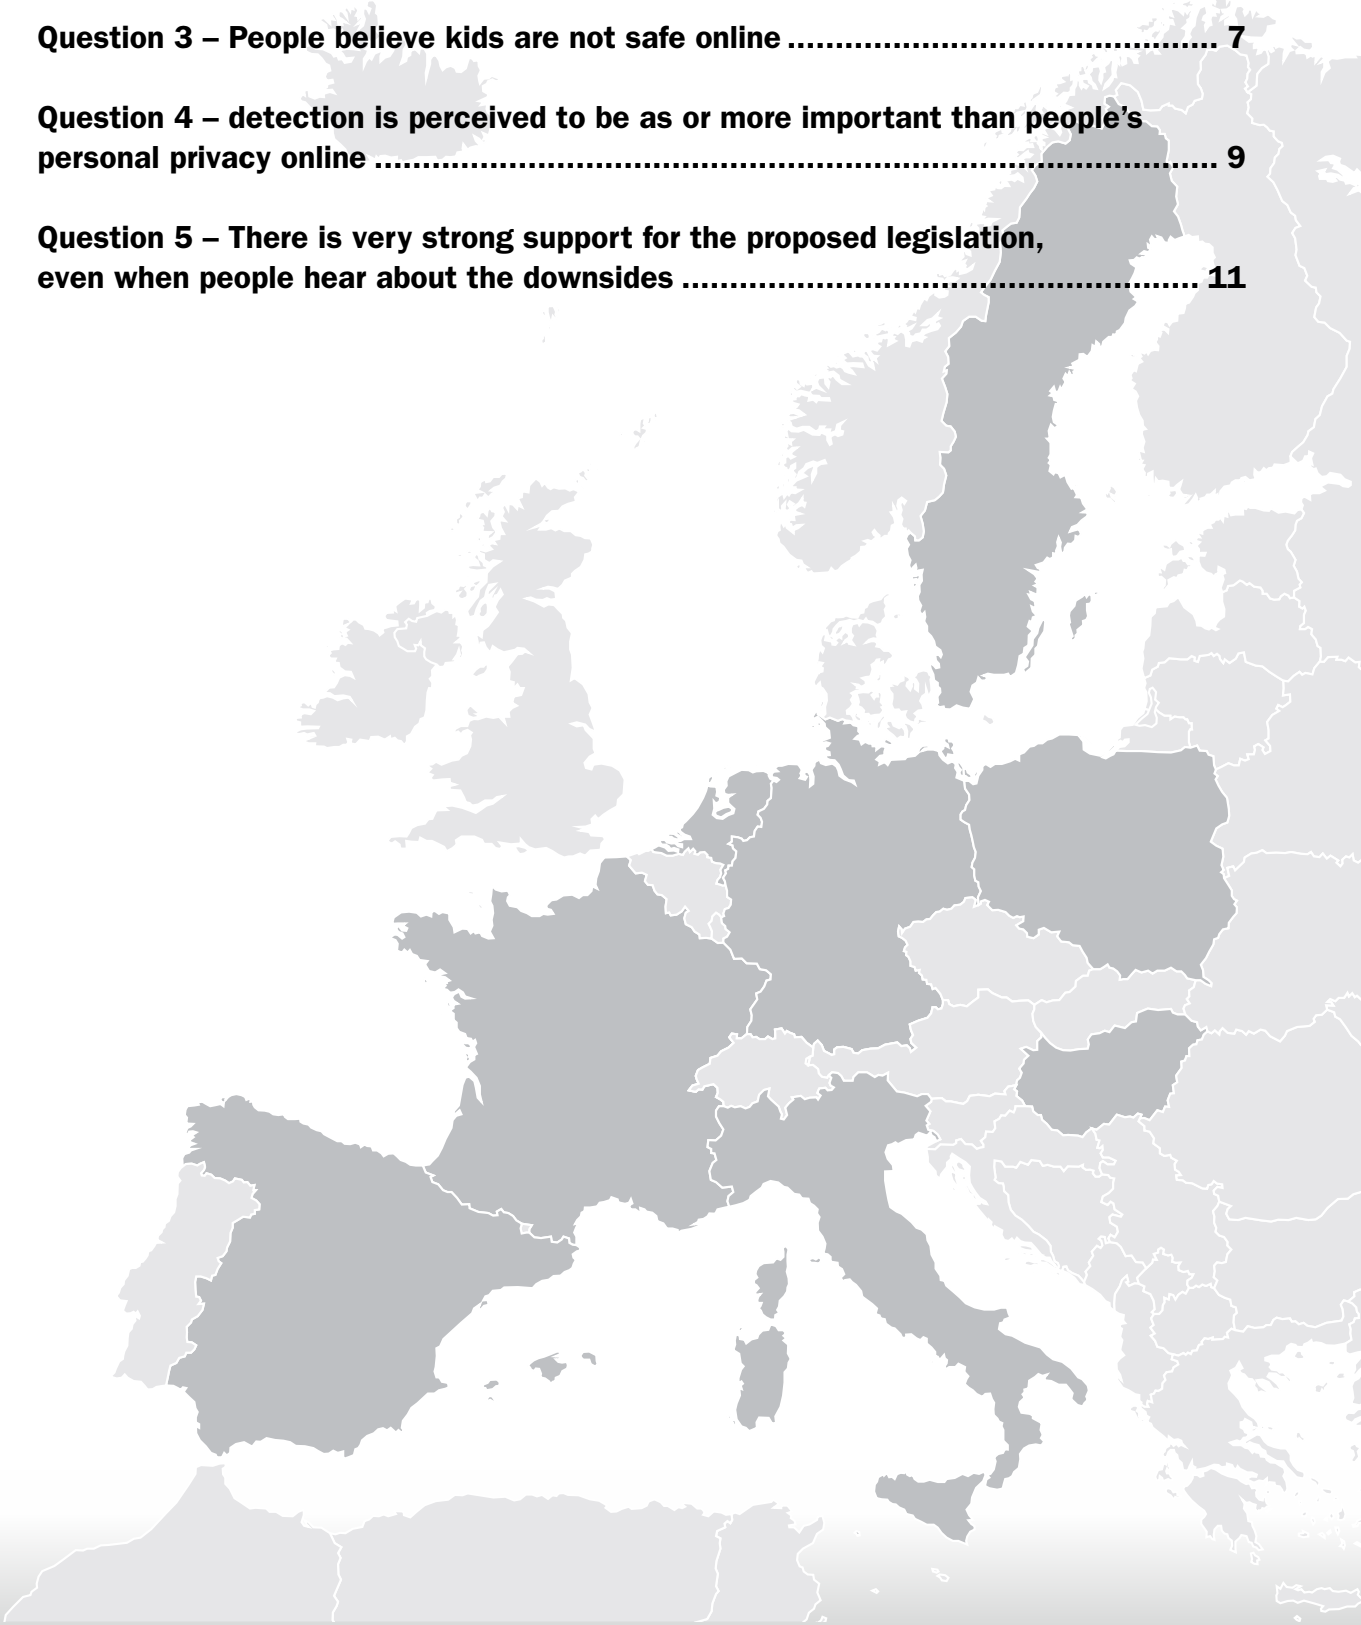 Question 3 – People believe kids are not safe online ............................................. 7
Question 4 – detection is perceived to be as or more important than people’s
personal privacy online ........................................................................................ 9
Question 5 – There is very strong support for the proposed legislation,
even when people hear about the downsides ...................................................... 11